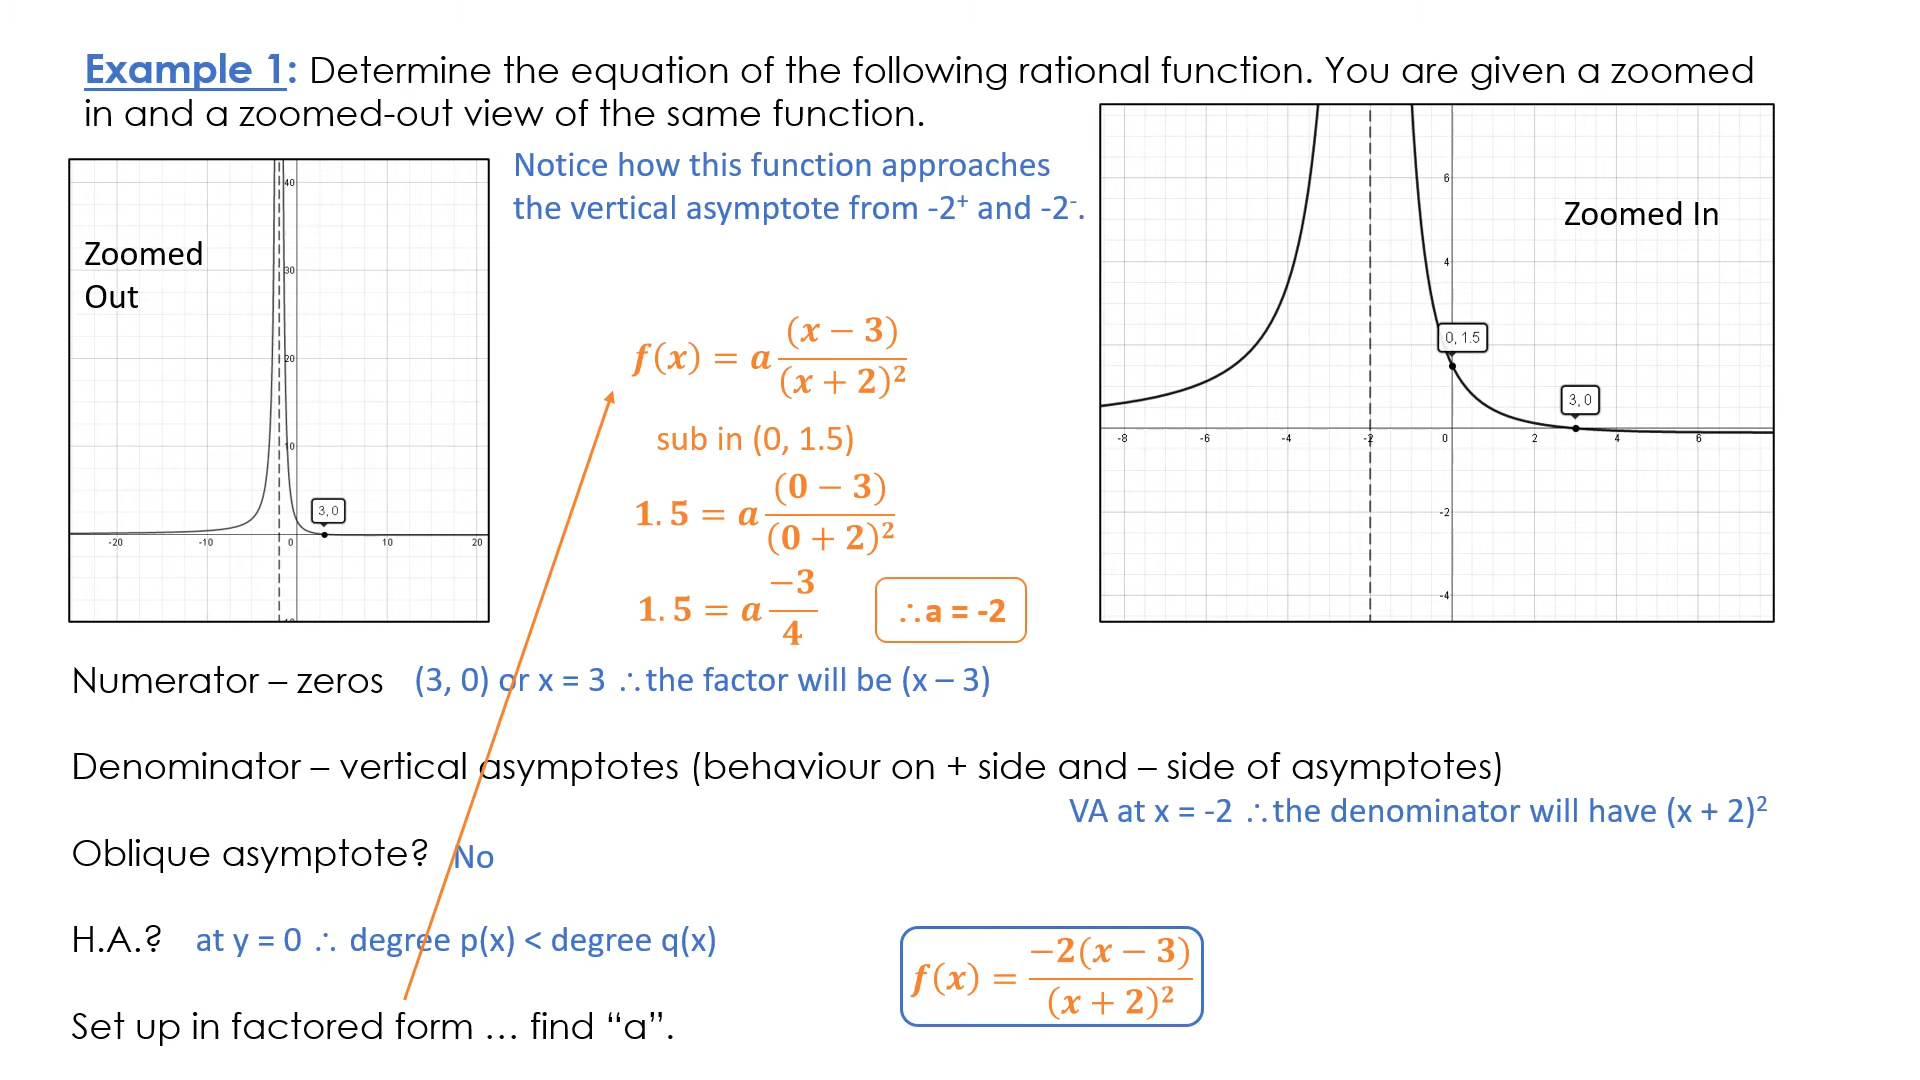 Example 1: Determine the equation of the following rational function. You are given a zoomed
in and a zoomed-out view of the same function.
Notice how this function approaches
the vertical asymptote from -2⁺ and -2⁻.
Zoomed
Out
40
30
20
10
3, 0
-20 -10 0 10 20
f(x) = a (x − 3)/(x + 2)²
sub in (0, 1.5)
1.5 = a (0 − 3)/(0 + 2)²
1.5 = a −3/4
∴a = -2
Zoomed In
6
4
0, 1.5
3, 0
-8 -6 -4 -2 0 2 4 6
-2
-4
Numerator – zeros (3, 0) or x = 3 ∴the factor will be (x – 3)
Denominator – vertical asymptotes (behaviour on + side and – side of asymptotes)
VA at x = -2 ∴the denominator will have (x + 2)²
Oblique asymptote? No
H.A.? at y = 0 ∴ degree p(x) < degree q(x)
f(x) = −2(x − 3)/(x + 2)²
Set up in factored form … find “a”.